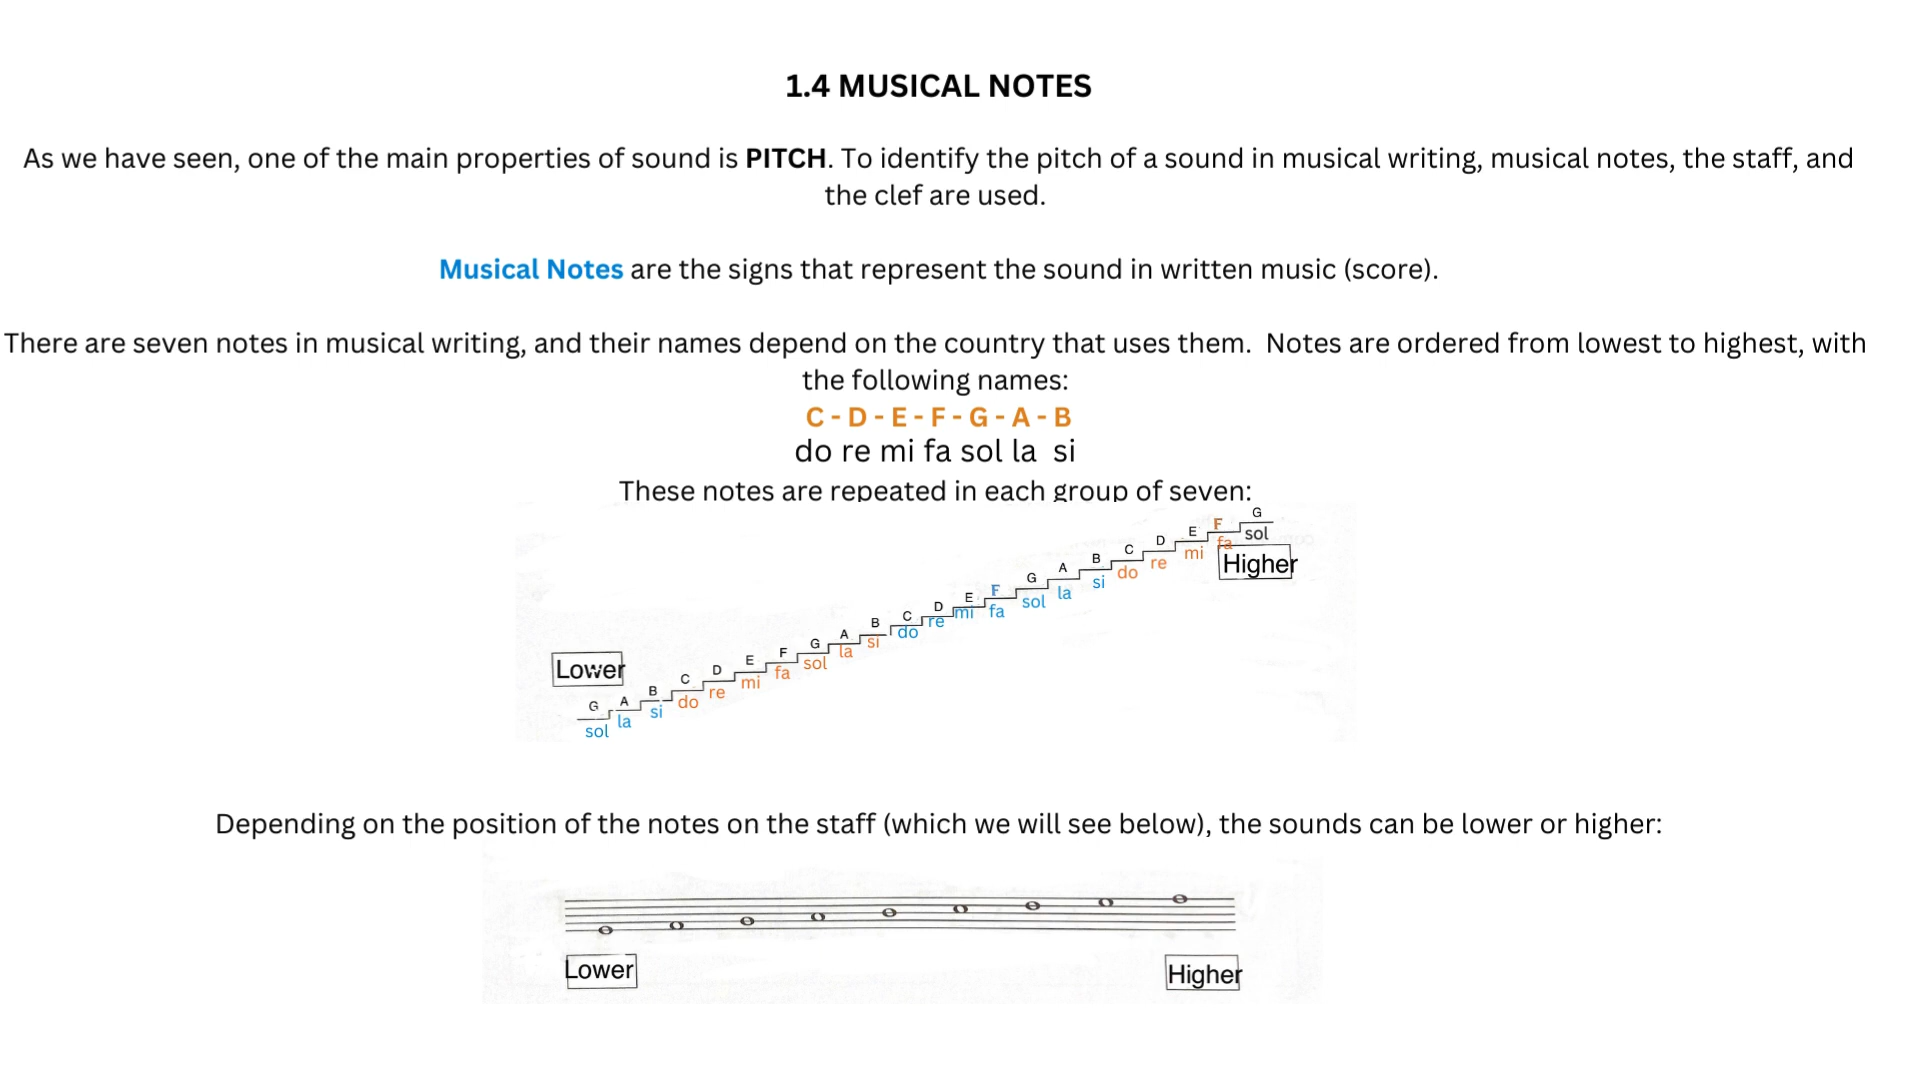 1.4 MUSICAL NOTES
As we have seen, one of the main properties of sound is PITCH. To identify the pitch of a sound in musical writing, musical notes, the staff, and
the clef are used.
Musical Notes are the signs that represent the sound in written music (score).
There are seven notes in musical writing, and their names depend on the country that uses them.  Notes are ordered from lowest to highest, with
the following names:
C - D - E - F - G - A - B
do re mi fa sol la  si
These notes are repeated in each group of seven:
G A B C D E F G A B C D E F G A B C D E F G
sol la si do re mi fa sol la si do re mi fa sol la si do re mi fa sol
Lower
Higher
Depending on the position of the notes on the staff (which we will see below), the sounds can be lower or higher:
Lower
Higher